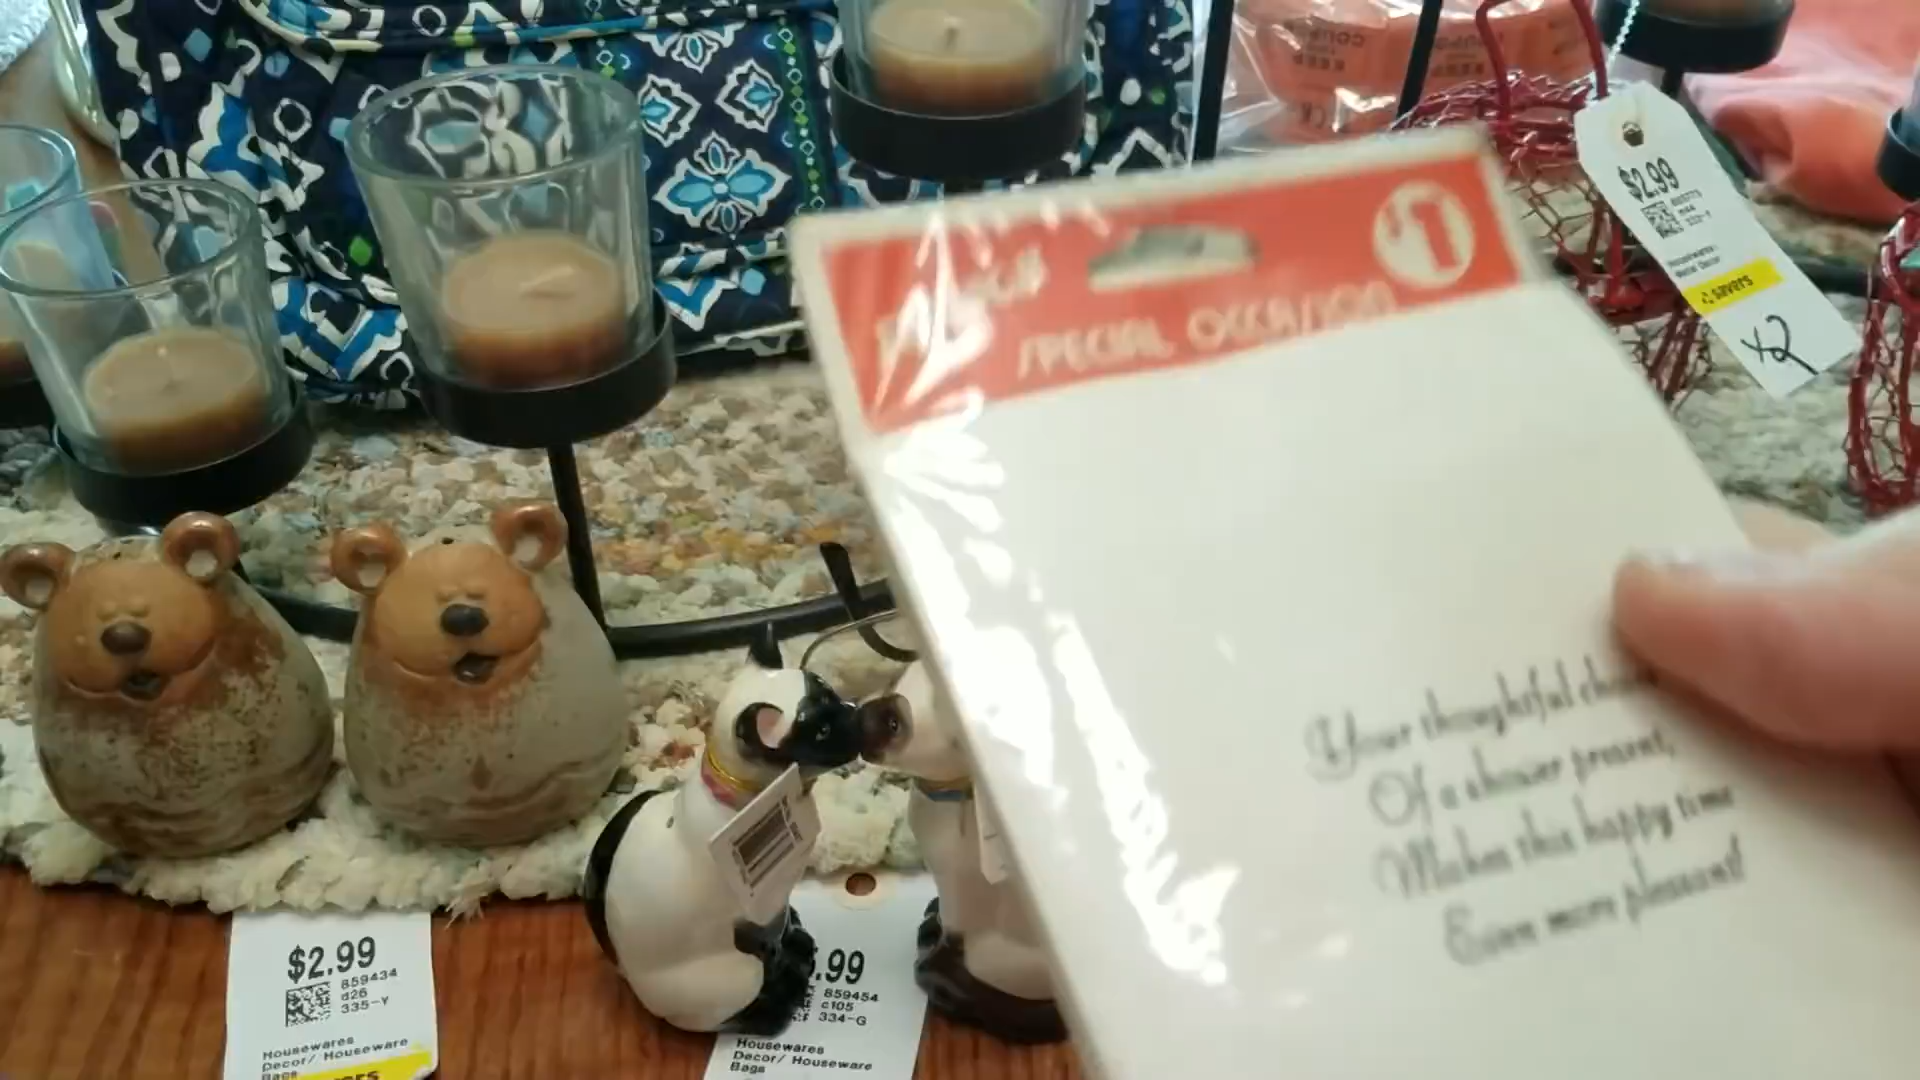 $1
SPECIAL OCCASION
Your thoughtful
Of a shower present,
Makes this happy time
Even more pleasant!
$2.99
savers
x2
$2.99
859434
d26
335-Y
Housewares
Decor/ Houseware
Bags
.99
859454
c105
334-G
Housewares
Decor/ Houseware
Bags